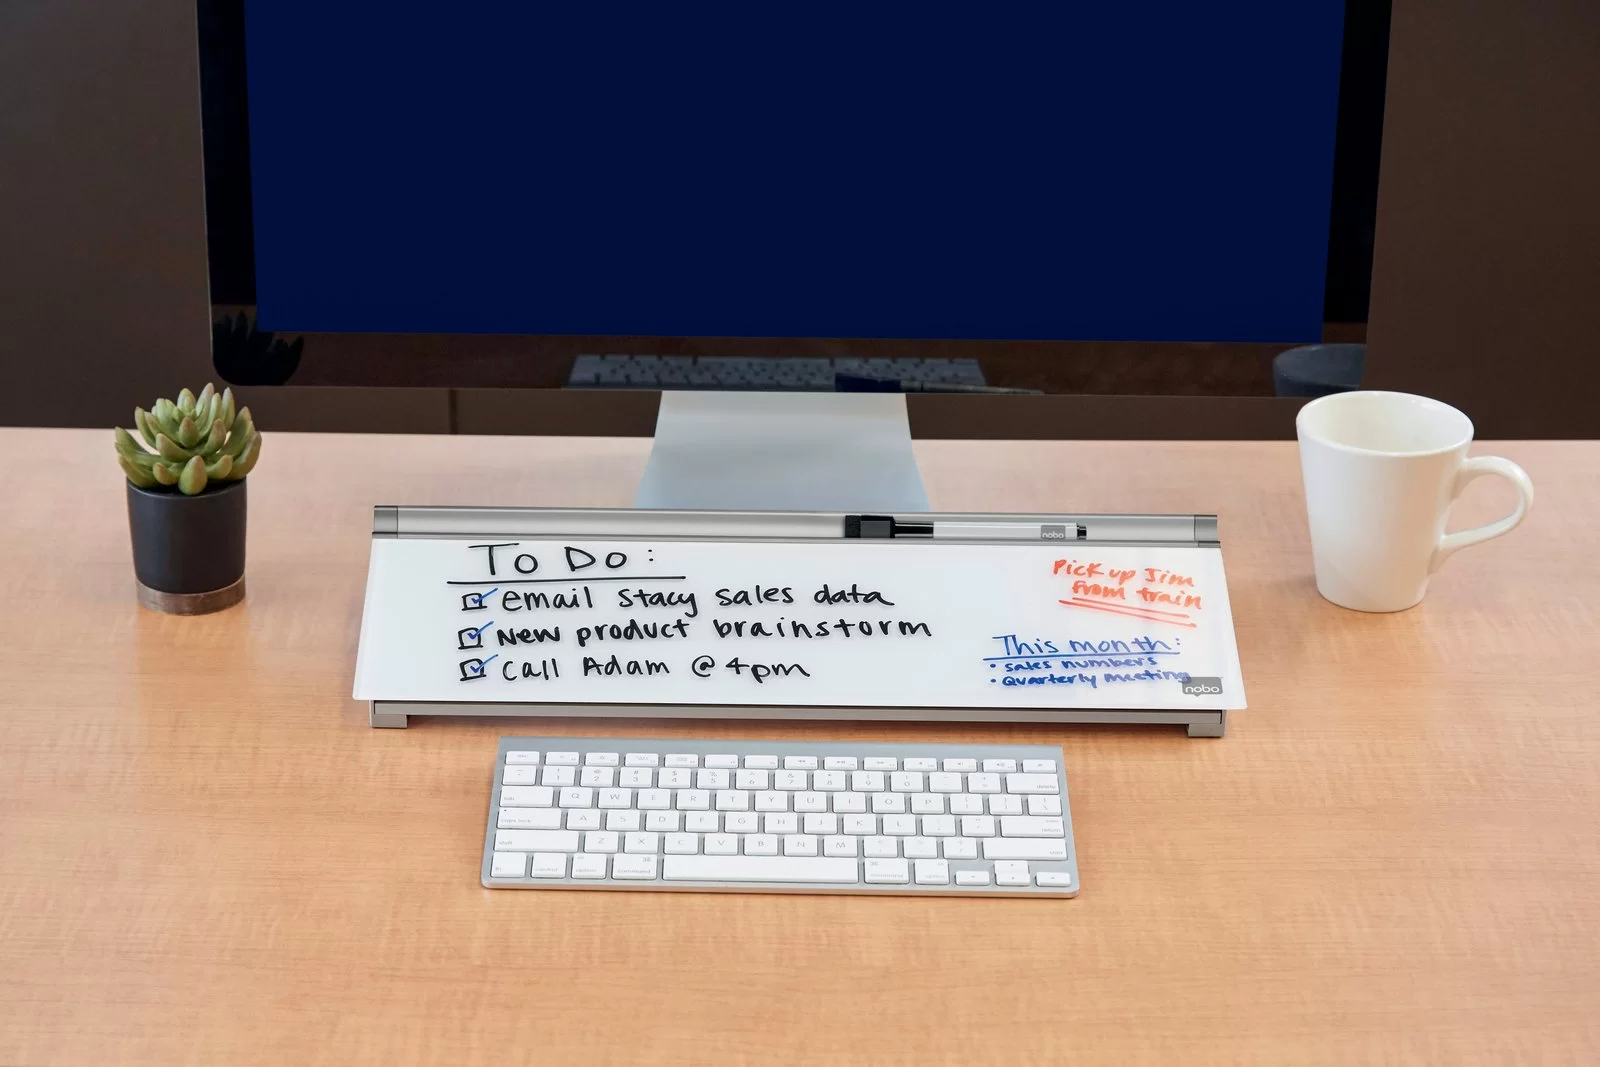 nobo
To Do:
email Stacy sales data
New product brainstorm
Call Adam @ 4pm
Pick up Jim
from train
This month:
• sales numbers
• Quarterly meeting
nobo
Q W E R T Y U I O P
A S D F G H J K L
Z X C V B N M